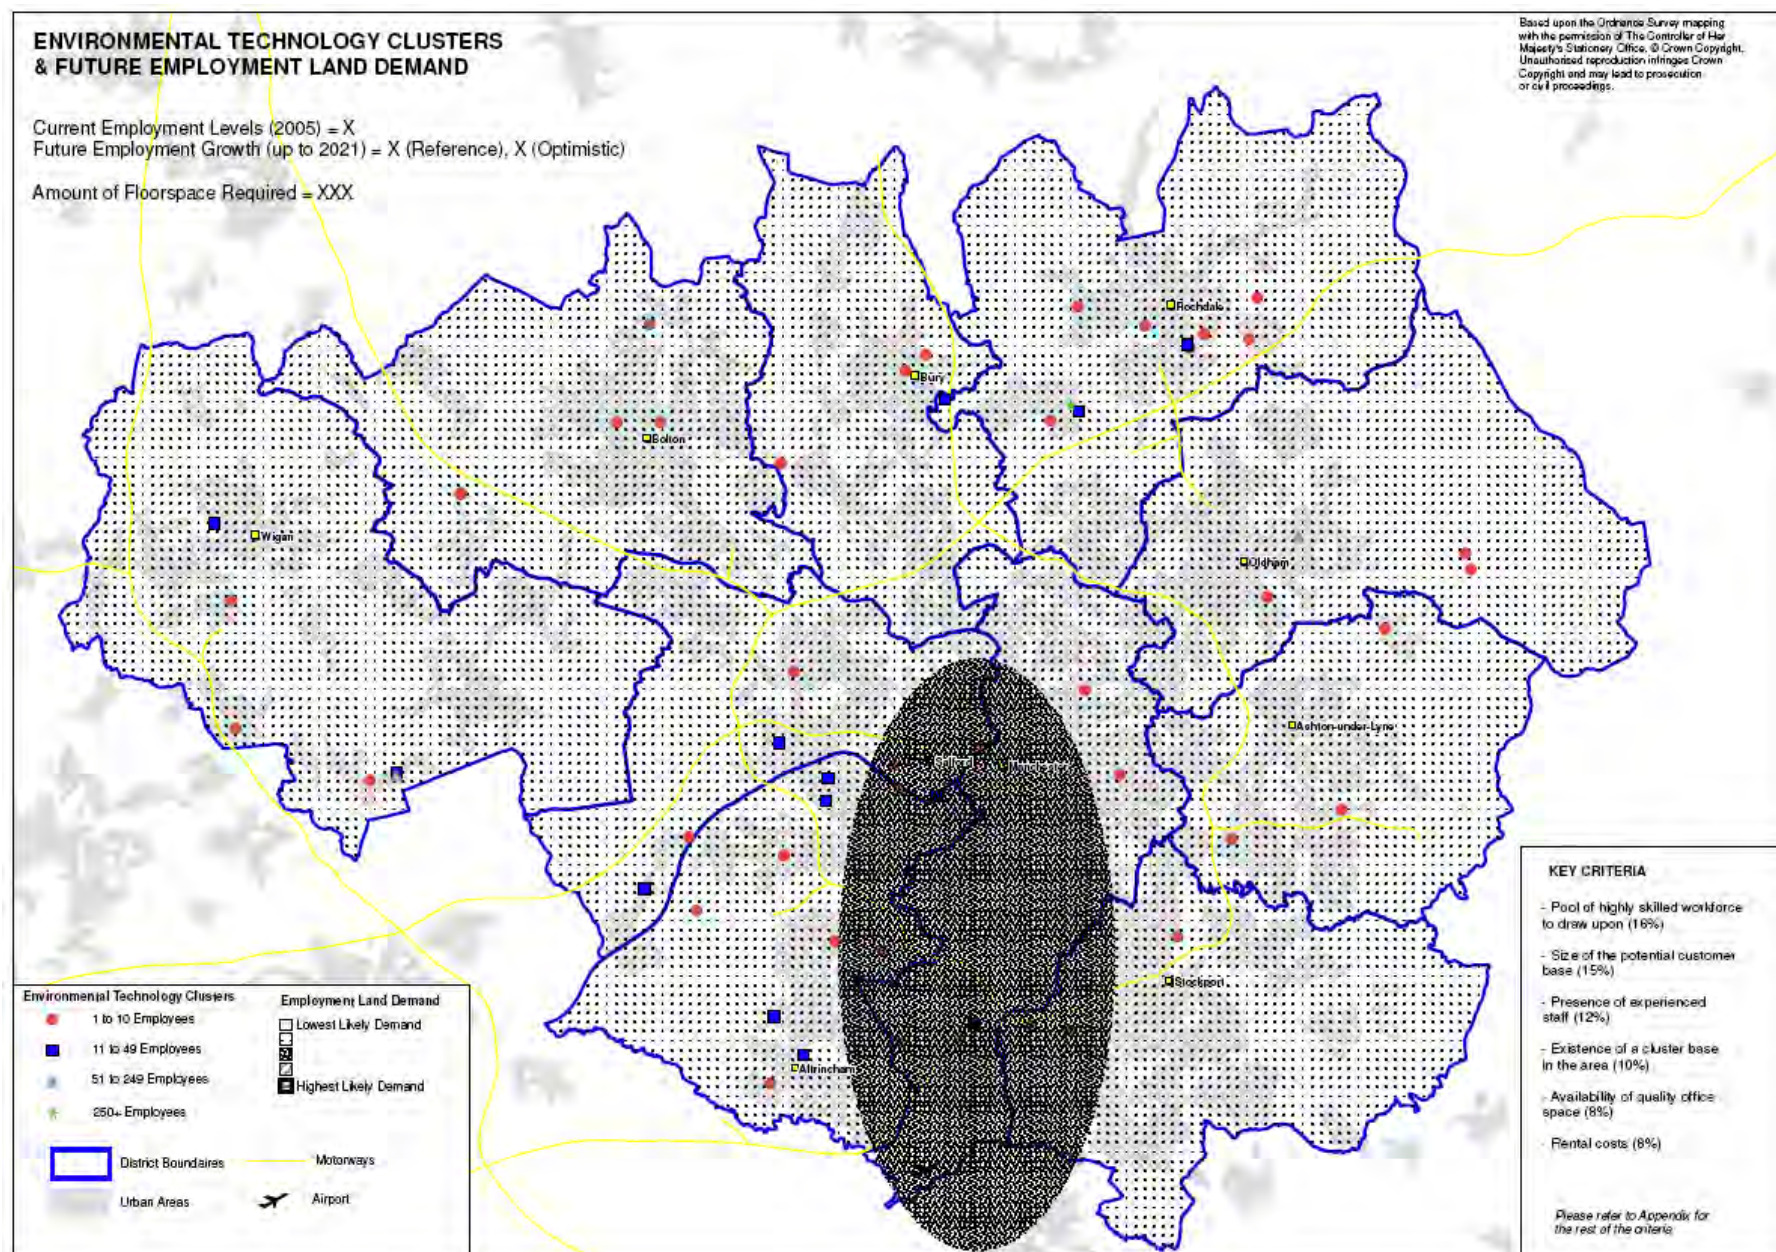 ENVIRONMENTAL TECHNOLOGY CLUSTERS
& FUTURE EMPLOYMENT LAND DEMAND
Current Employment Levels (2005) = X
Future Employment Growth (up to 2021) = X (Reference), X (Optimistic)
Amount of Floorspace Required = XXX
Based upon the Ordnance Survey mapping
with the permission of The Controller of Her
Majesty's Stationery Office, © Crown Copyright.
Unauthorised reproduction infringes Crown
Copyright and may lead to prosecution
or civil proceedings.
Rochdale
Bury
Bolton
Wigan
Oldham
Ashton-under-Lyne
Salford
Manchester
Stockport
Altrincham
KEY CRITERIA
- Pool of highly skilled workforce
to draw upon (16%)
- Size of the potential customer
base (15%)
- Presence of experienced
staff (12%)
- Existence of a cluster base
in the area (10%)
- Availability of quality office
space (8%)
- Rental costs (8%)
Please refer to Appendix for
the rest of the criteria
Environmental Technology Clusters
1 to 10 Employees
11 to 49 Employees
51 to 249 Employees
250+ Employees
District Boundaires
Urban Areas
Employment Land Demand
Lowest Likely Demand
Highest Likely Demand
Motorways
Airport